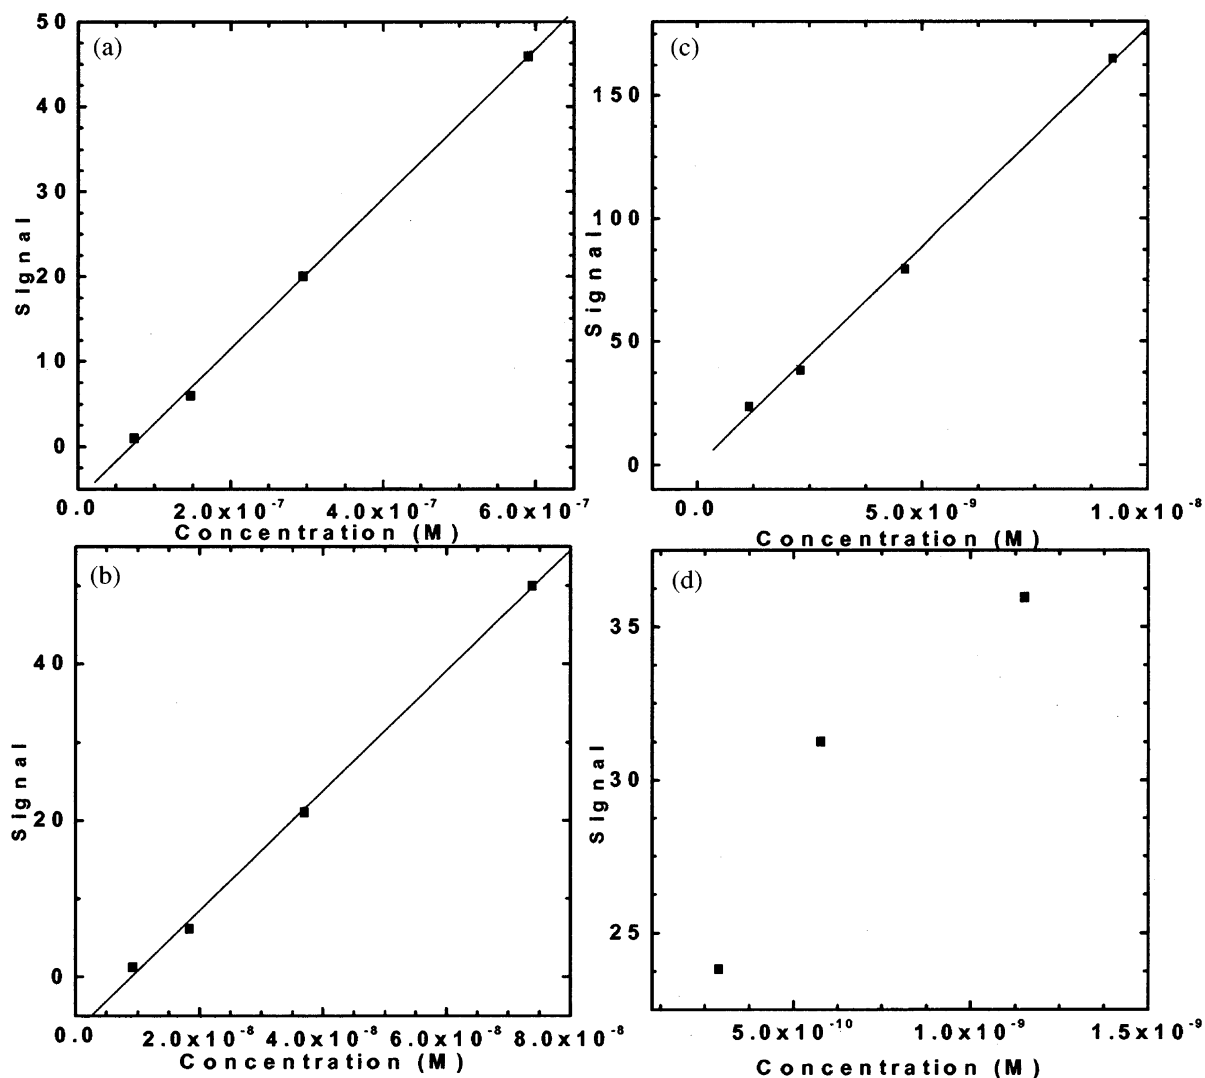 (a)
50
40
30
20
10
0
Signal
0.0 2.0x10⁻⁷ 4.0x10⁻⁷ 6.0x10⁻⁷
Concentration (M)
(c)
150
100
50
0
Signal
0.0 5.0x10⁻⁹ 1.0x10⁻⁸
Concentration (M)
(b)
40
20
0
Signal
0.0 2.0x10⁻⁸ 4.0x10⁻⁸ 6.0x10⁻⁸ 8.0x10⁻⁸
Concentration (M)
(d)
35
30
25
Signal
5.0x10⁻¹⁰ 1.0x10⁻⁹ 1.5x10⁻⁹
Concentration (M)